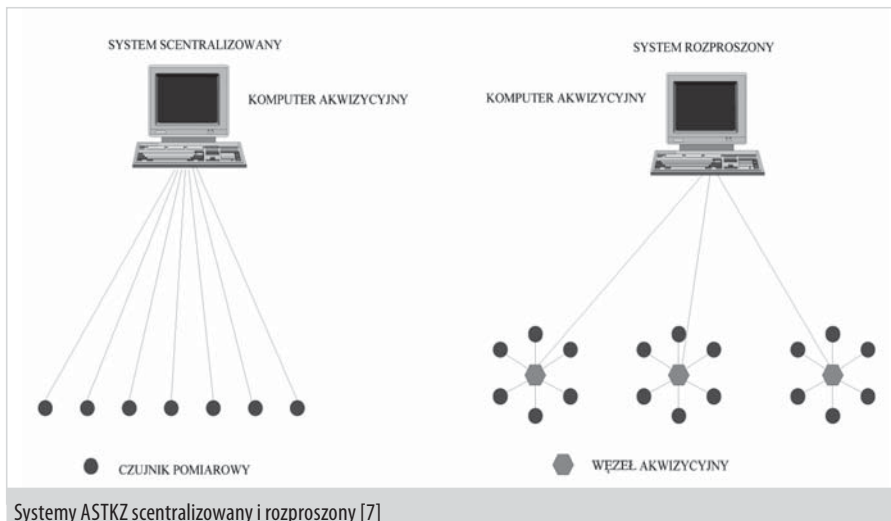 SYSTEM SCENTRALIZOWANY
KOMPUTER AKWIZYCYJNY
SYSTEM ROZPROSZONY
KOMPUTER AKWIZYCYJNY
CZUJNIK POMIAROWY
WĘZEŁ AKWIZYCYJNY
Systemy ASTKZ scentralizowany i rozproszony [7]